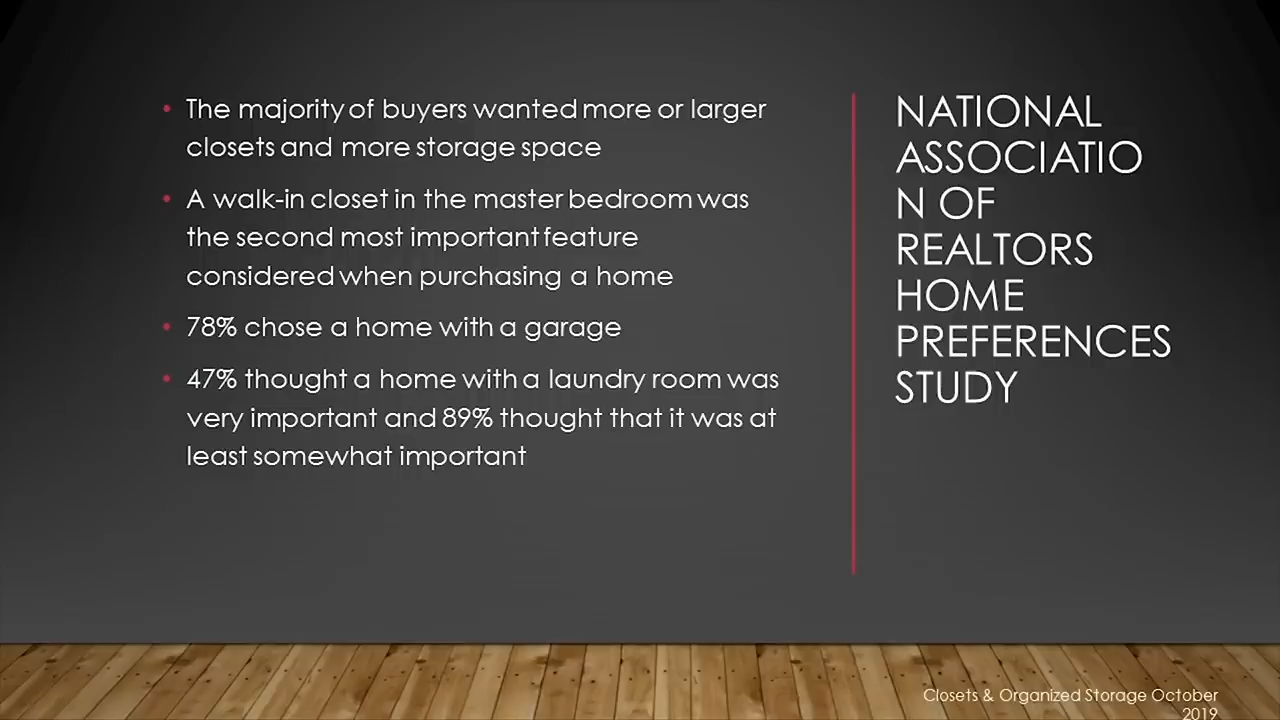 The majority of buyers wanted more or larger
closets and more storage space
A walk-in closet in the master bedroom was
the second most important feature
considered when purchasing a home
78% chose a home with a garage
47% thought a home with a laundry room was
very important and 89% thought that it was at
least somewhat important
NATIONAL
ASSOCIATIO
N OF
REALTORS
HOME
PREFERENCES
STUDY
Closets & Organized Storage October
2019